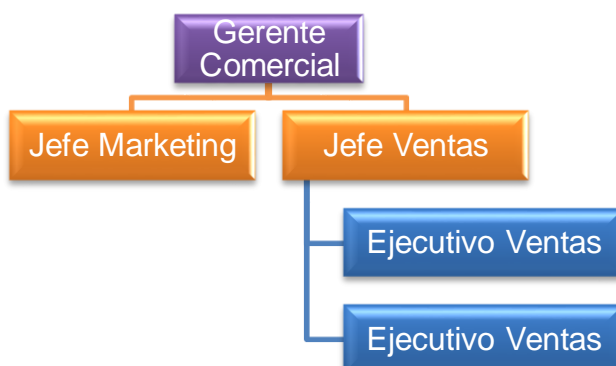 Gerente
Comercial
Jefe Marketing
Jefe Ventas
Ejecutivo Ventas
Ejecutivo Ventas